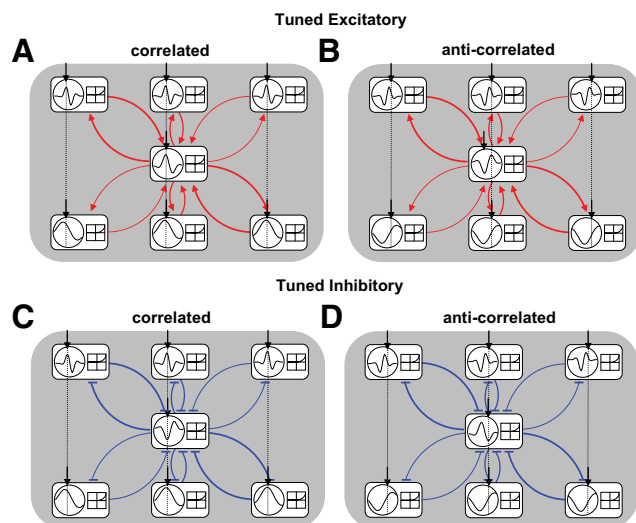 Tuned Excitatory
A
correlated
B
anti-correlated
Tuned Inhibitory
C
correlated
D
anti-correlated